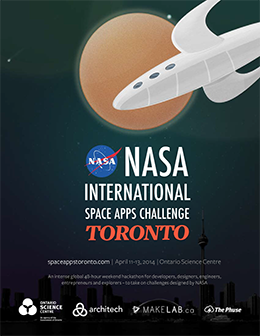 NASA NASA
INTERNATIONAL
SPACE APPS CHALLENGE
TORONTO
spaceappstoronto.com | April 11-13, 2014 | Ontario Science Centre
An intense global 48-hour weekend hackathon for developers, designers, engineers,
entrepreneurs and explorers - to take on challenges designed by NASA
ONTARIO SCIENCE CENTRE architech MAKELAB.co The Phuse